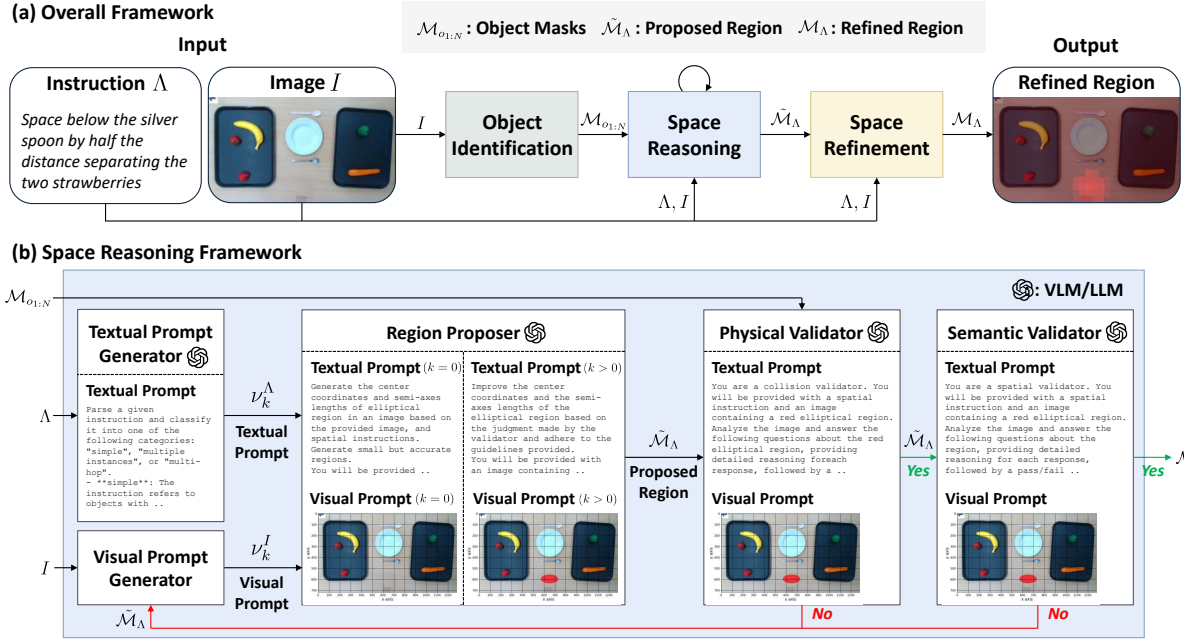 (a) Overall Framework
Input
Instruction Λ
Space below the silver
spoon by half the
distance separating the
two strawberries
Image I
I
Object
Identification
ℳ_{o_{1:N}} : Object Masks    ℳ̃_Λ : Proposed Region    ℳ_Λ : Refined Region
ℳ_{o_{1:N}}
Space
Reasoning
ℳ̃_Λ
Space
Refinement
ℳ_Λ
Λ, I
Λ, I
Output
Refined Region
(b) Space Reasoning Framework
: VLM/LLM
ℳ_{o_{1:N}}
Λ
Textual Prompt
Generator
Textual Prompt
Parse a given
instruction and classify
it into one of the
following categories:
"simple", "multiple
instances", or "multi-
hop".
- **simple**: The
instruction refers to
objects with ..
ν_k^Λ
Textual
Prompt
I
Visual Prompt
Generator
ν_k^I
Visual
Prompt
ℳ̃_Λ
Region Proposer
Textual Prompt (k = 0)
Generate the center
coordinates and semi-axes
lengths of elliptical
region in an image based on
the provided image, and
spatial instructions.
Generate small but accurate
regions.
You will be provided ..
Visual Prompt (k = 0)
x axis
Textual Prompt (k > 0)
Improve the center
coordinates and the semi-
axes lengths of the
elliptical region based on
the judgment made by the
validator and adhere to the
guidelines provided.
You will be provided with
an image containing ..
Visual Prompt (k > 0)
x axis
ℳ̃_Λ
Proposed
Region
Physical Validator
Textual Prompt
You are a collision validator. You
will be provided with a spatial
instruction and an image
containing a red elliptical region.
Analyze the image and answer the
following questions about the red
elliptical region, providing
detailed reasoning foreach
response, followed by a ..
Visual Prompt
x axis
No
ℳ̃_Λ
Yes
Semantic Validator
Textual Prompt
You are a spatial validator. You
will be provided with a spatial
instruction and an image
containing a red elliptical region.
Analyze the image and answer the
following questions about the
region, providing detailed
reasoning for each response,
followed by a pass/fail ..
Visual Prompt
x axis
No
Yes